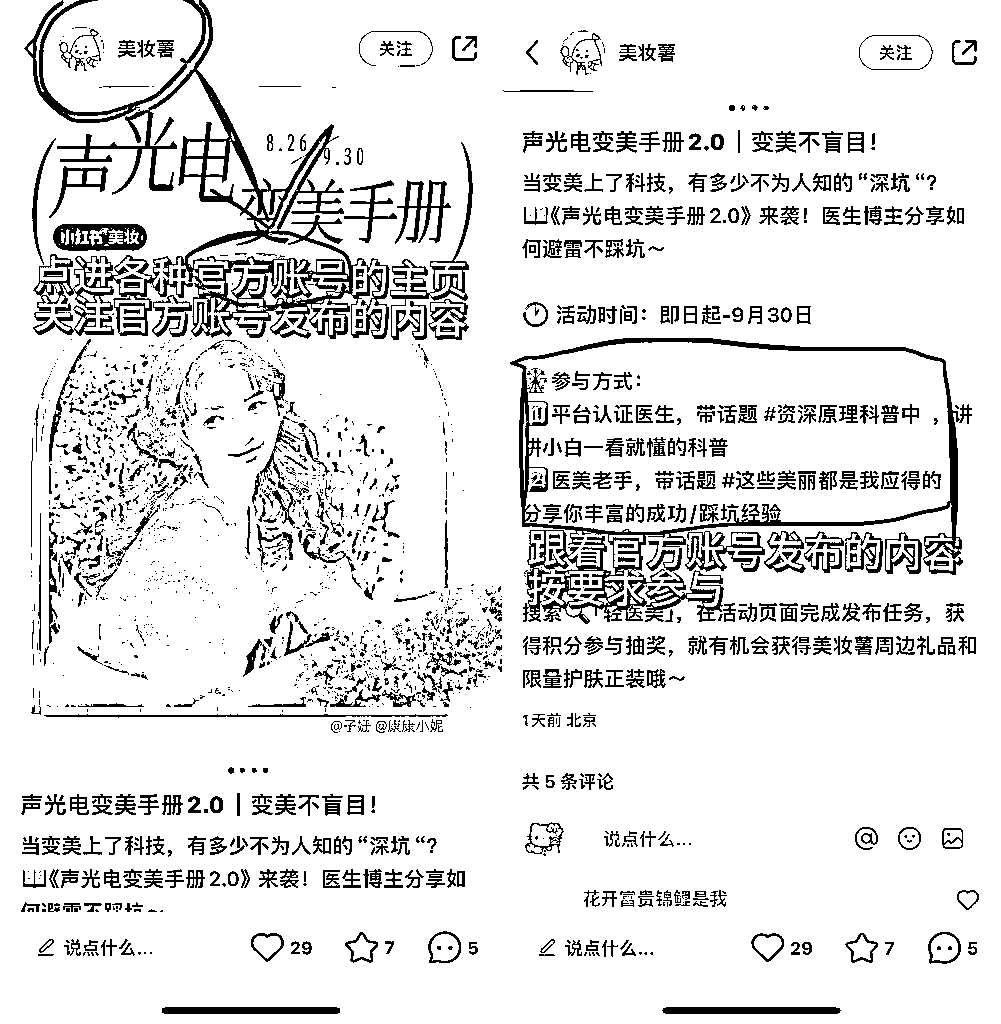 美妆薯
关注
8.26
9.30
声光电
变美手册
小红书美妆
点进各种官方账号的主页
关注官方账号发布的内容
@子妤 @康康小妮
声光电变美手册2.0｜变美不盲目！
当变美上了科技，有多少不为人知的“深坑“？
📖《声光电变美手册2.0》来袭！医生博主分享如
何避雷不踩坑～
说点什么...
29
7
5
美妆薯
关注
声光电变美手册2.0｜变美不盲目！
当变美上了科技，有多少不为人知的“深坑“？
📖《声光电变美手册2.0》来袭！医生博主分享如
何避雷不踩坑～
活动时间：即日起-9月30日
参与方式：
1️⃣平台认证医生，带话题 #资深原理科普中 ，讲
讲小白一看就懂的科普
2️⃣医美老手，带话题 #这些美丽都是我应得的
分享你丰富的成功/踩坑经验
跟着官方账号发布的内容
按要求参与
搜索🔍「轻医美」，在活动页面完成发布任务，获
得积分参与抽奖，就有机会获得美妆薯周边礼品和
限量护肤正装哦～
1天前 北京
共 5 条评论
说点什么...
花开富贵锦鲤是我
说点什么...
29
7
5